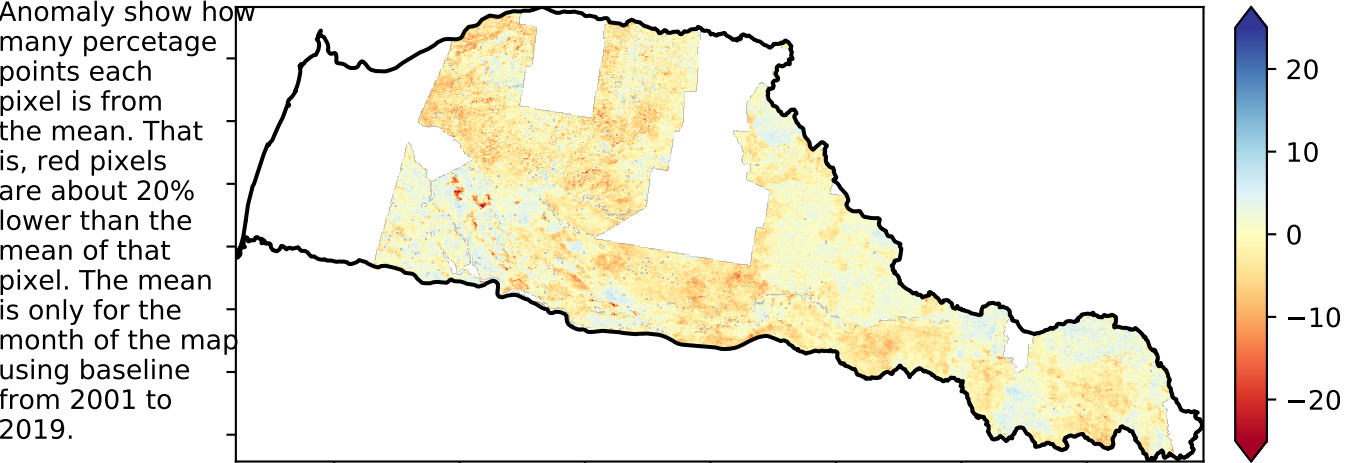 Anomaly show how
many percetage
points each
pixel is from
the mean. That
is, red pixels
are about 20%
lower than the
mean of that
pixel. The mean
is only for the
month of the map
using baseline
from 2001 to
2019.
20
10
0
−10
−20